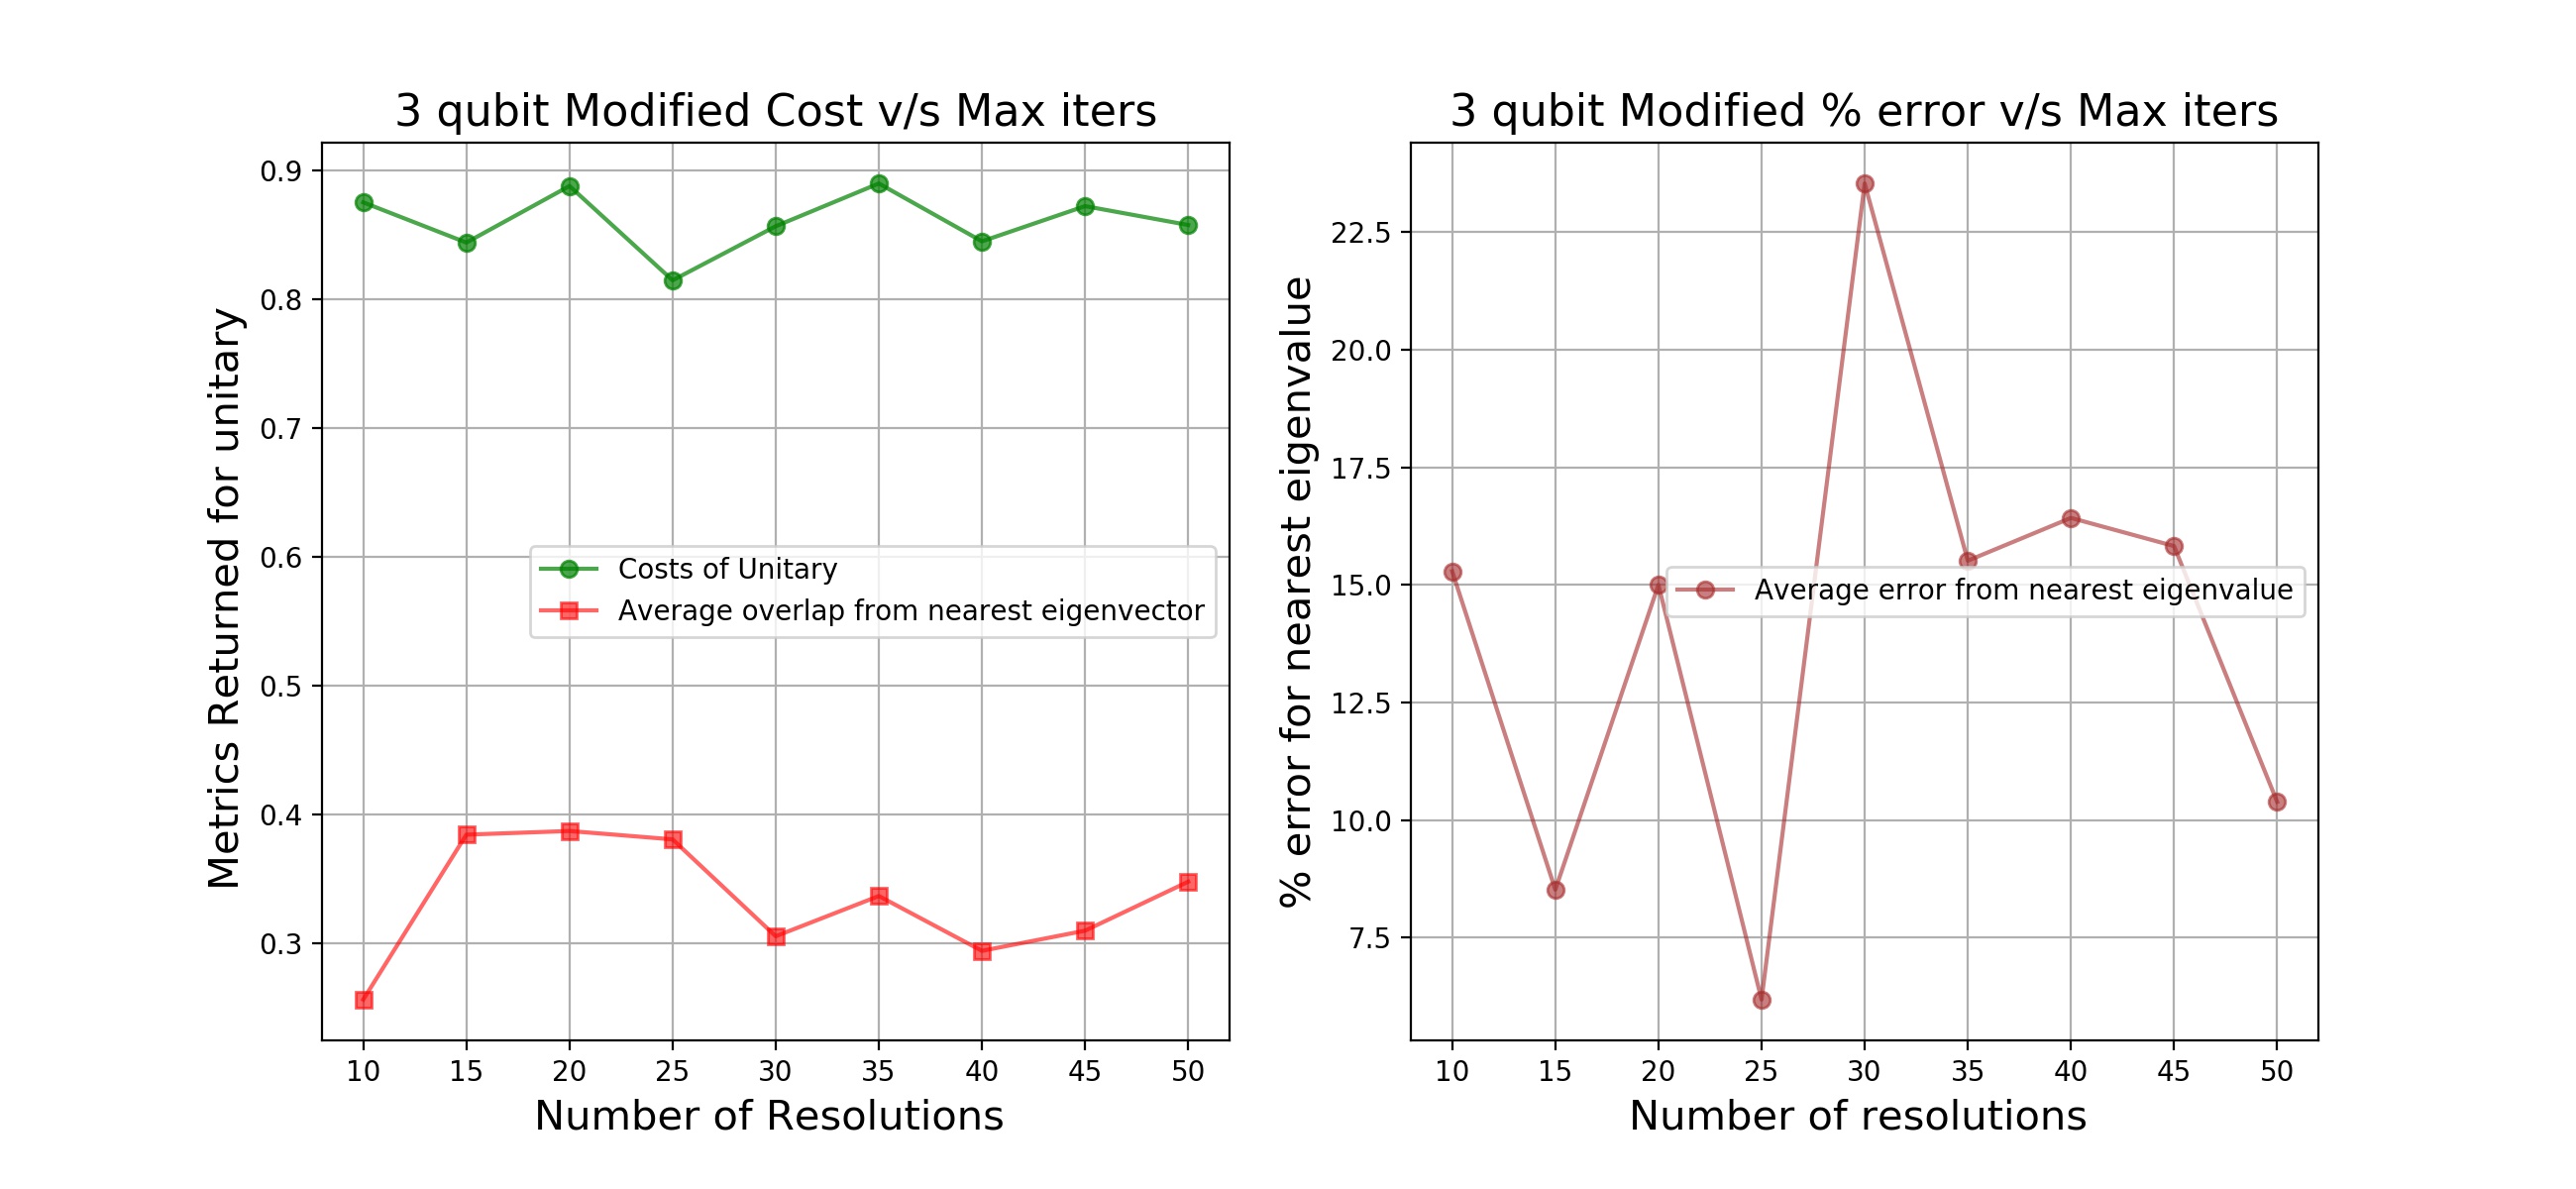 3 qubit Modified Cost v/s Max iters
Metrics Returned for unitary
0.9
0.8
0.7
0.6
0.5
0.4
0.3
Costs of Unitary
Average overlap from nearest eigenvector
10 15 20 25 30 35 40 45 50
Number of Resolutions
3 qubit Modified % error v/s Max iters
% error for nearest eigenvalue
22.5
20.0
17.5
15.0
12.5
10.0
7.5
Average error from nearest eigenvalue
10 15 20 25 30 35 40 45 50
Number of resolutions